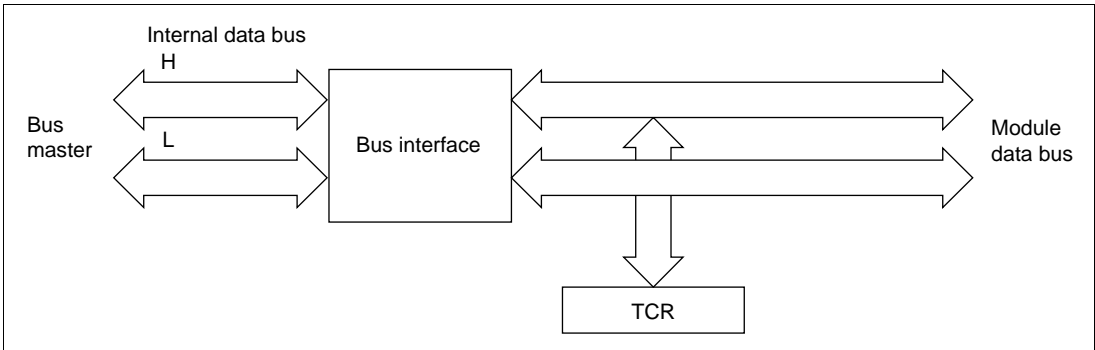 Internal data bus
H
Bus
master
L
Bus interface
Module
data bus
TCR